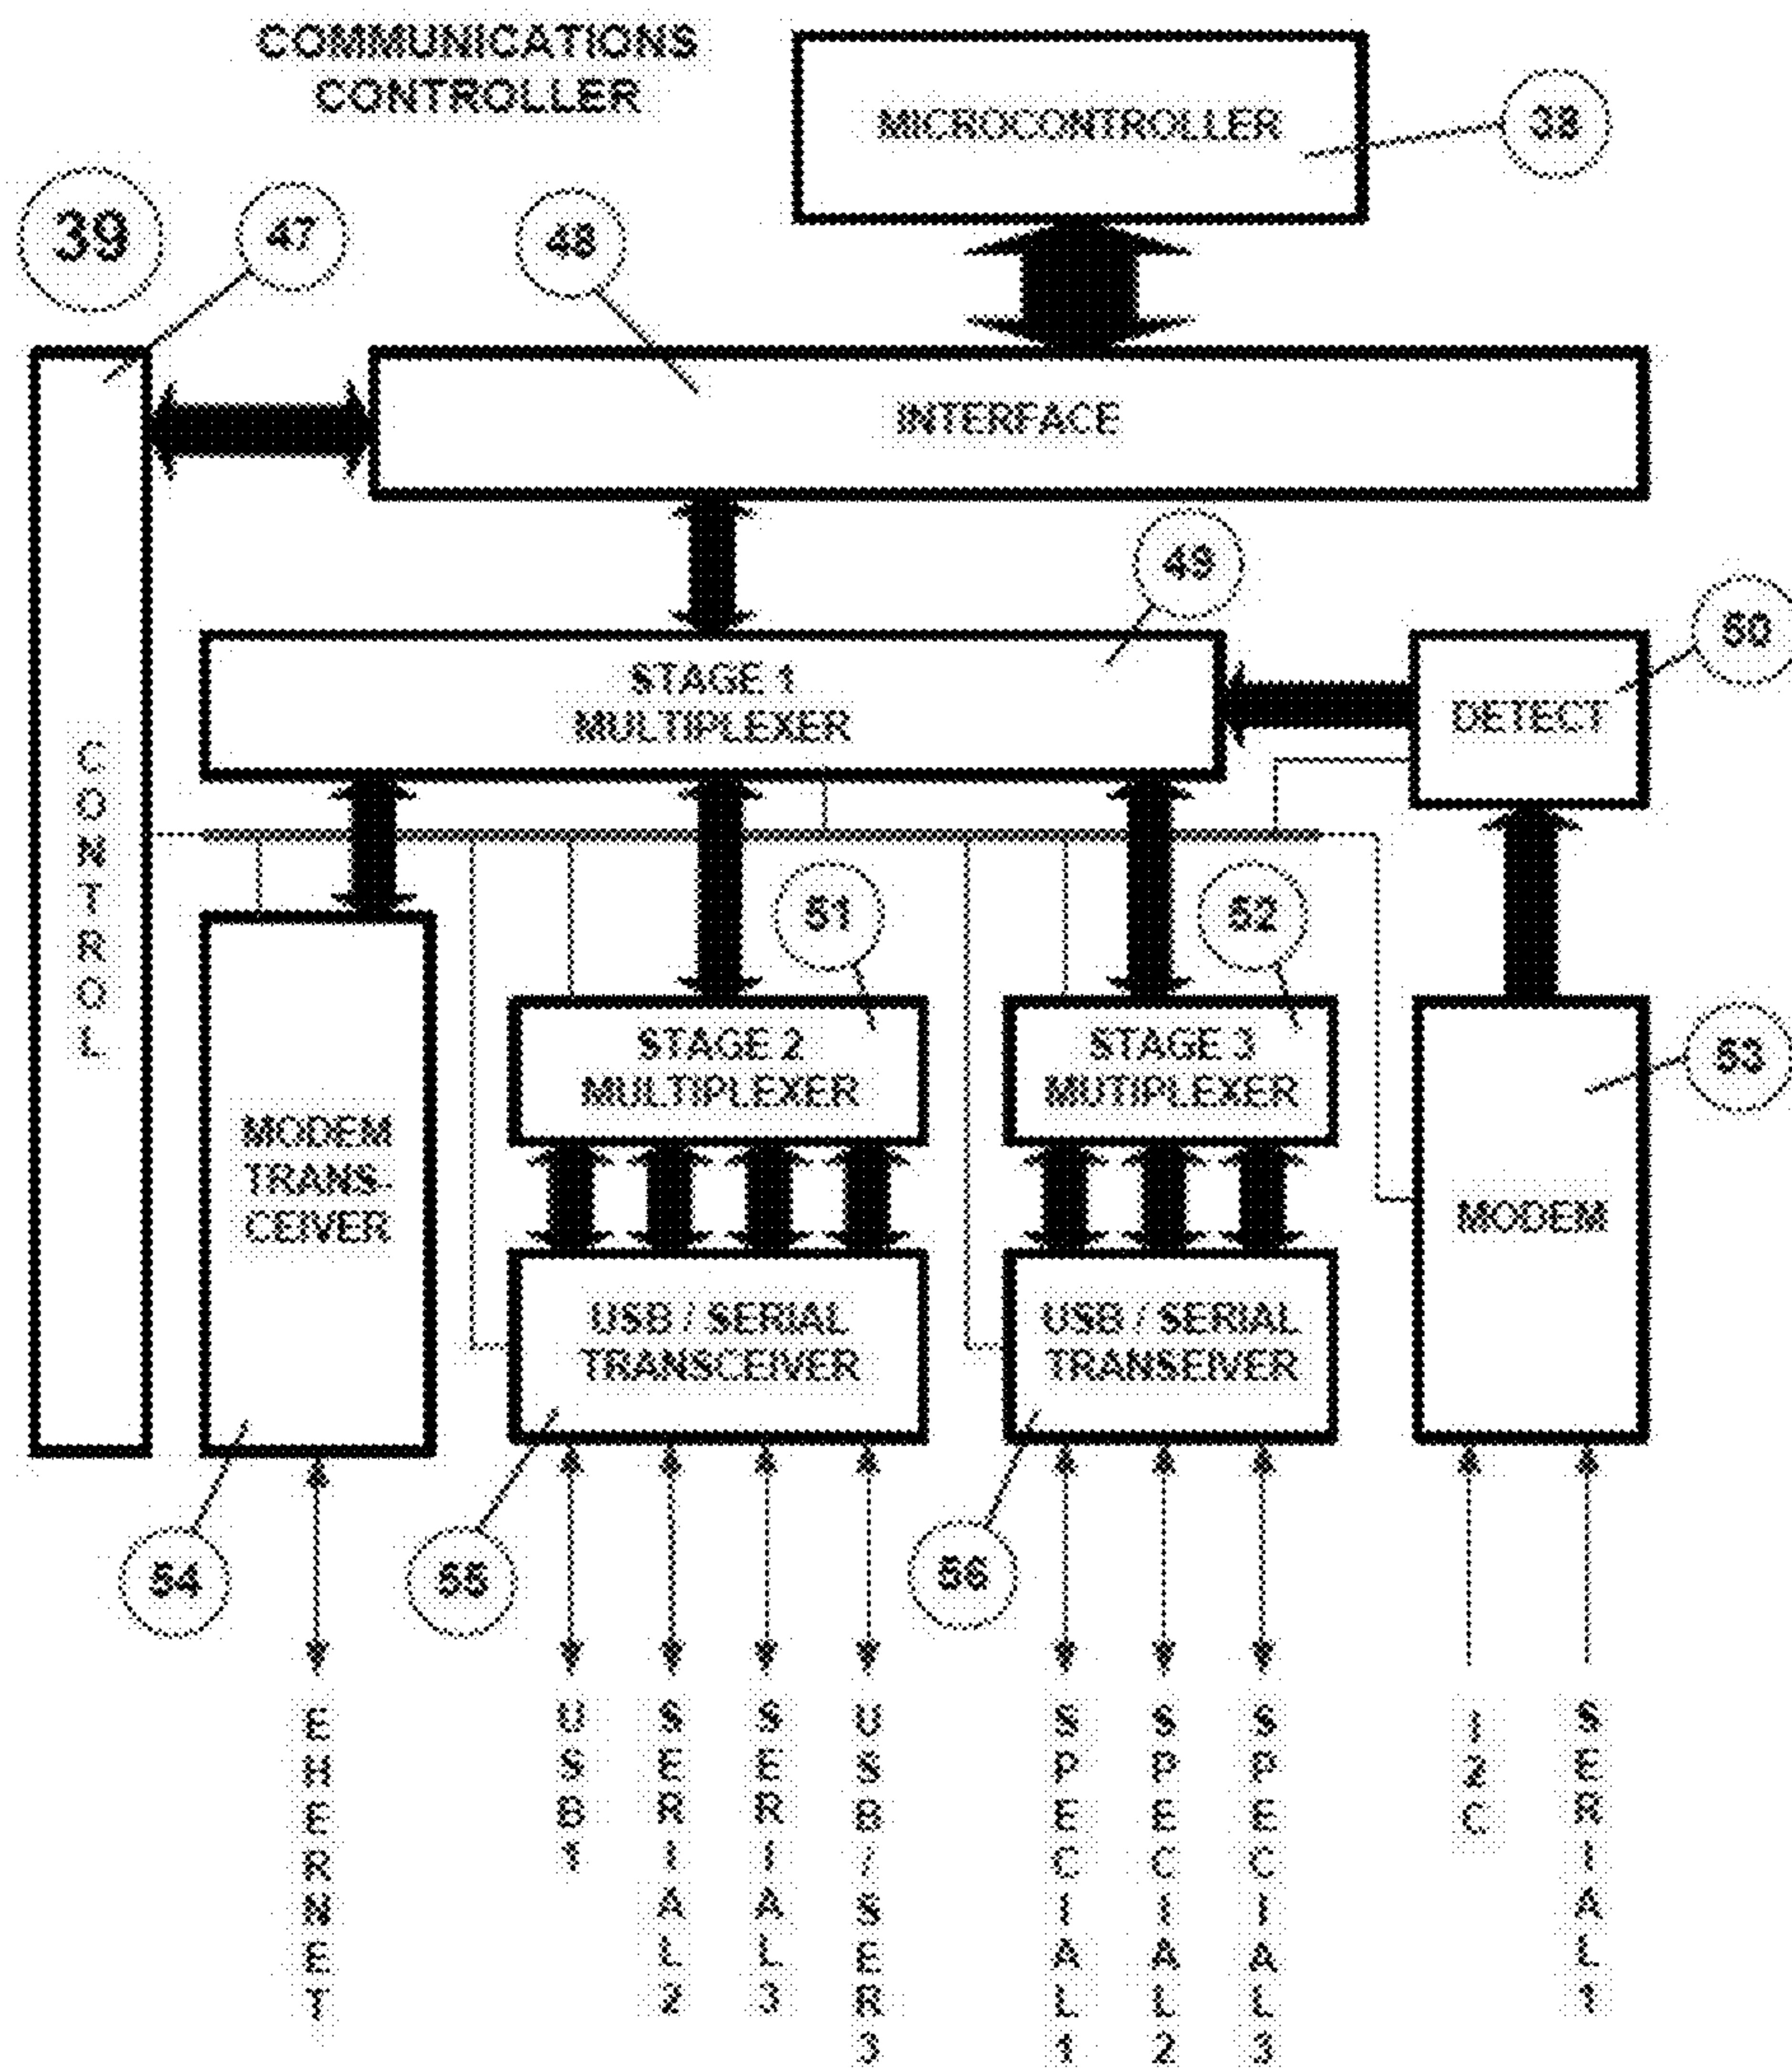 COMMUNICATIONS
CONTROLLER
MICROCONTROLLER
38
39
47
48
INTERFACE
49
50
STAGE 1
MULTIPLEXER
DETECT
CONTROL
51
52
STAGE 2
MULTIPLEXER
STAGE 3
MUTIPLEXER
53
MODEM
TRANS-
CEIVER
MODEM
USB / SERIAL
TRANSCEIVER
USB / SERIAL
TRANSEIVER
54
55
56
EHERNET
USB1
SERIAL2
SERIAL3
USB/SER3
SPECIAL1
SPECIAL2
SPECIAL3
I2C
SERIAL1